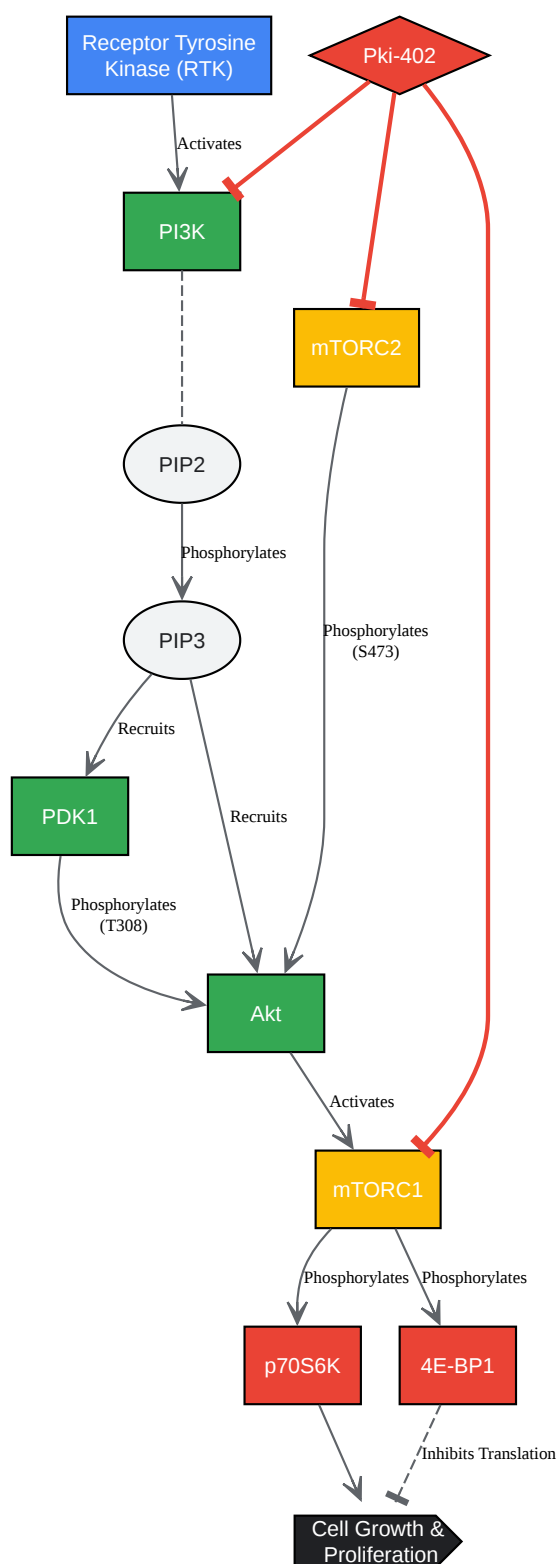 Receptor Tyrosine
Kinase (RTK)
Pki-402
Activates
PI3K
mTORC2
PIP2
Phosphorylates
PIP3
Phosphorylates
(S473)
Recruits
PDK1
Recruits
Phosphorylates
(T308)
Akt
Activates
mTORC1
Phosphorylates
Phosphorylates
p70S6K
4E-BP1
Inhibits Translation
Cell Growth &
Proliferation